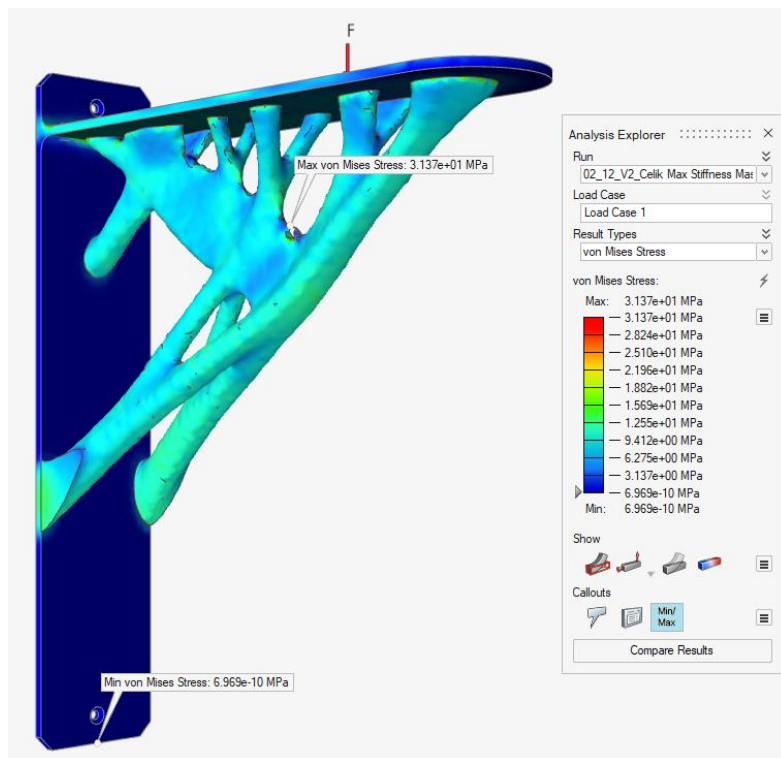 F
Max von Mises Stress: 3.137e+01 MPa
Min von Mises Stress: 6.969e-10 MPa
Analysis Explorer
Run
02_12_V2_Celik Max Stiffness Mas
Load Case
Load Case 1
Result Types
von Mises Stress
von Mises Stress:
Max: 3.137e+01 MPa
3.137e+01 MPa
2.824e+01 MPa
2.510e+01 MPa
2.196e+01 MPa
1.882e+01 MPa
1.569e+01 MPa
1.255e+01 MPa
9.412e+00 MPa
6.275e+00 MPa
3.137e+00 MPa
6.969e-10 MPa
Min: 6.969e-10 MPa
Show
Callouts
Min/
Max
Compare Results